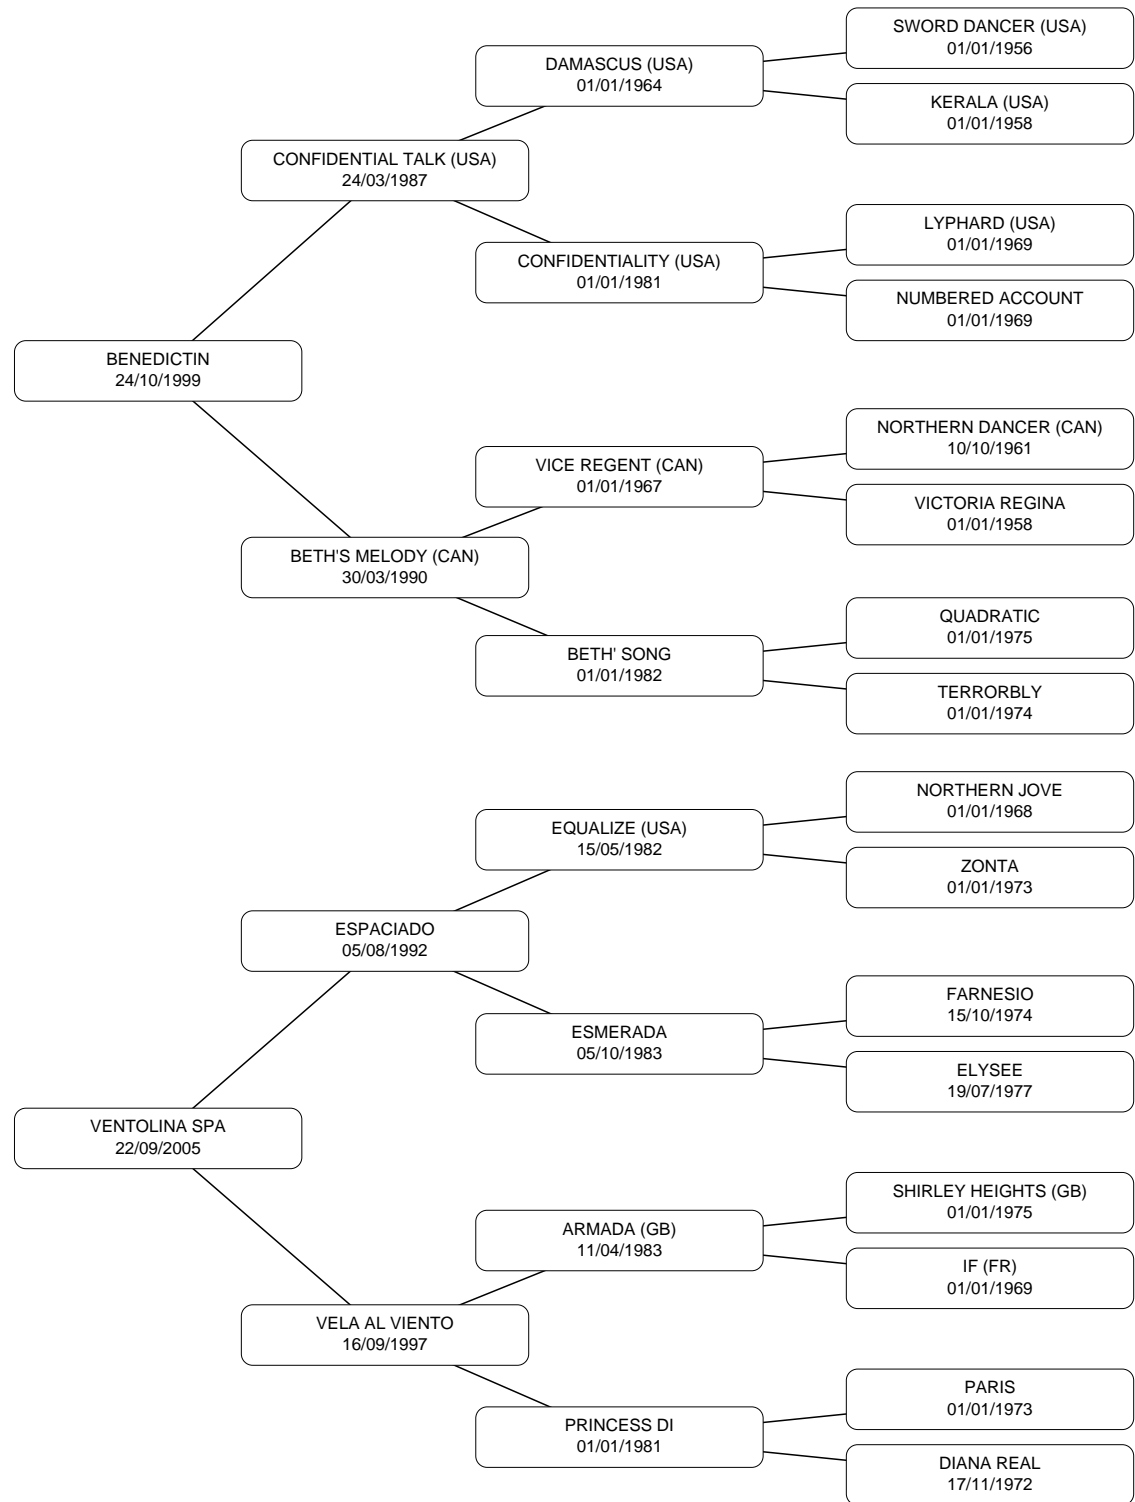 SWORD DANCER (USA)
01/01/1956
DAMASCUS (USA)
01/01/1964
KERALA (USA)
01/01/1958
CONFIDENTIAL TALK (USA)
24/03/1987
LYPHARD (USA)
01/01/1969
CONFIDENTIALITY (USA)
01/01/1981
NUMBERED ACCOUNT
01/01/1969
BENEDICTIN
24/10/1999
NORTHERN DANCER (CAN)
10/10/1961
VICE REGENT (CAN)
01/01/1967
VICTORIA REGINA
01/01/1958
BETH'S MELODY (CAN)
30/03/1990
QUADRATIC
01/01/1975
BETH' SONG
01/01/1982
TERRORBLY
01/01/1974
NORTHERN JOVE
01/01/1968
EQUALIZE (USA)
15/05/1982
ZONTA
01/01/1973
ESPACIADO
05/08/1992
FARNESIO
15/10/1974
ESMERADA
05/10/1983
ELYSEE
19/07/1977
VENTOLINA SPA
22/09/2005
SHIRLEY HEIGHTS (GB)
01/01/1975
ARMADA (GB)
11/04/1983
IF (FR)
01/01/1969
VELA AL VIENTO
16/09/1997
PARIS
01/01/1973
PRINCESS DI
01/01/1981
DIANA REAL
17/11/1972